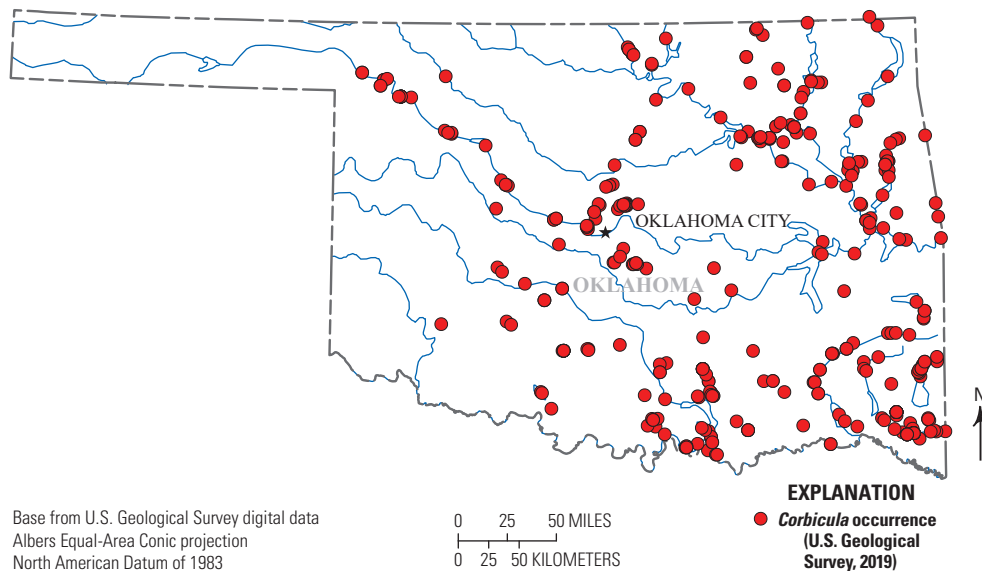 OKLAHOMA CITY
OKLAHOMA
N
Base from U.S. Geological Survey digital data
Albers Equal-Area Conic projection
North American Datum of 1983
0 25 50 MILES
0 25 50 KILOMETERS
EXPLANATION
Corbicula occurrence
(U.S. Geological
Survey, 2019)